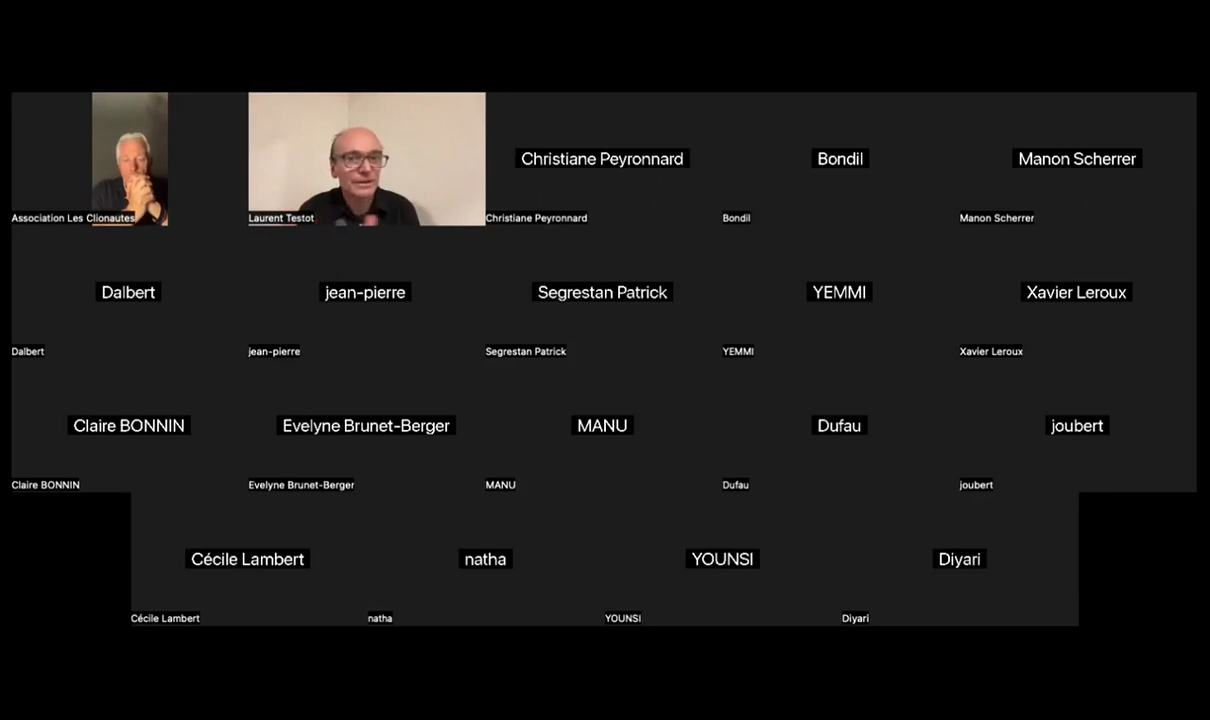 Christiane Peyronnard
Bondil
Manon Scherrer
Association Les Clionautes
Laurent Testot
Christiane Peyronnard
Bondil
Manon Scherrer
Dalbert
jean-pierre
Segrestan Patrick
YEMMI
Xavier Leroux
Dalbert
jean-pierre
Segrestan Patrick
YEMMI
Xavier Leroux
Claire BONNIN
Evelyne Brunet-Berger
MANU
Dufau
joubert
Claire BONNIN
Evelyne Brunet-Berger
MANU
Dufau
joubert
Cécile Lambert
natha
YOUNSI
Diyari
Cécile Lambert
natha
YOUNSI
Diyari